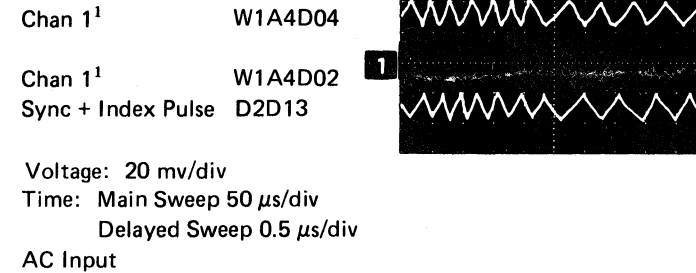 Chan 1¹ W1A4D04
Chan 1¹ W1A4D02 1
Sync + Index Pulse D2D13
Voltage: 20 mv/div
Time: Main Sweep 50 μs/div
Delayed Sweep 0.5 μs/div
AC Input